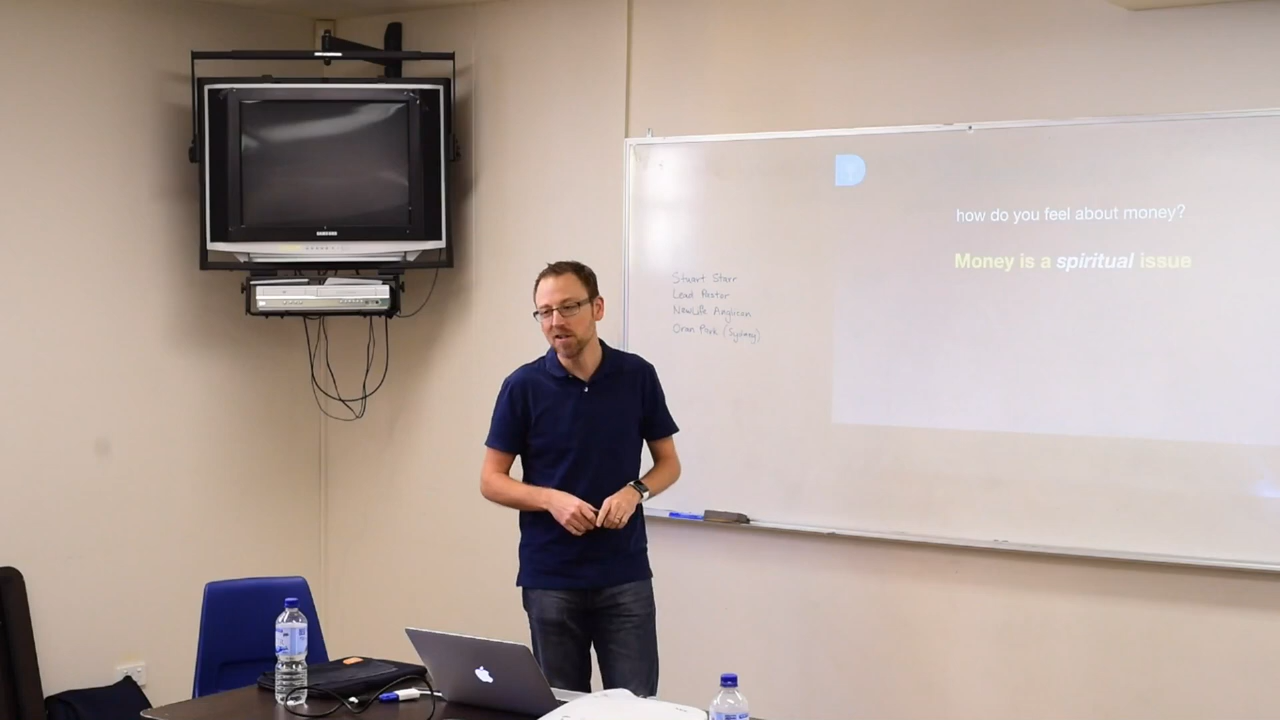 SAMSUNG
how do you feel about money?
Money is a spiritual issue
Stuart Starr
Lead Pastor
NewLife Anglican
Oran Park (Sydney)